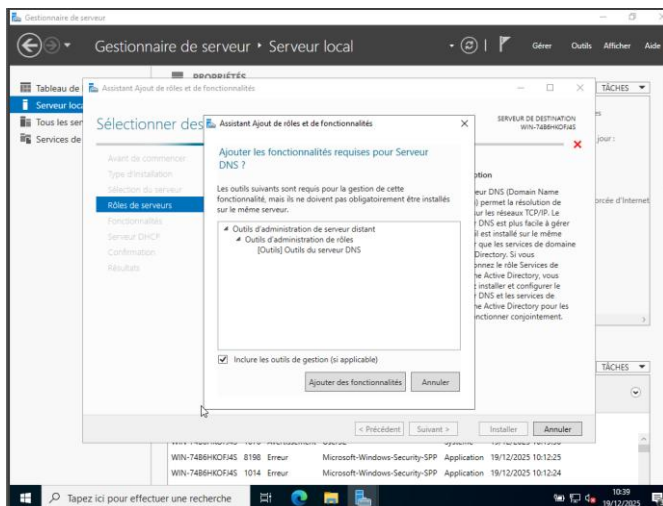 Gestionnaire de serveur
Gestionnaire de serveur • Serveur local
Gérer Outils Afficher Aide
PROPRIÉTÉS
Tableau de
Serveur loca
Tous les ser
Services de
TÂCHES
Assistant Ajout de rôles et de fonctionnalités
Sélectionner des
SERVEUR DE DESTINATION
WIN-74B6HKOFJ4S
Avant de commencer
Type d'installation
Sélection du serveur
Rôles de serveurs
Fonctionnalités
Serveur DHCP
Confirmation
Résultats
Assistant Ajout de rôles et de fonctionnalités
Ajouter les fonctionnalités requises pour Serveur
DNS ?
Les outils suivants sont requis pour la gestion de cette
fonctionnalité, mais ils ne doivent pas obligatoirement être installés
sur le même serveur.
Outils d'administration de serveur distant
Outils d'administration de rôles
[Outils] Outils du serveur DNS
Inclure les outils de gestion (si applicable)
Ajouter des fonctionnalités Annuler
ption
eur DNS (Domain Name
) permet la résolution de
ur les réseaux TCP/IP. Le
r DNS est plus facile à gérer
il est installé sur le même
r que les services de domaine
Directory. Si vous
onnez le rôle Services de
e Active Directory, vous
installer et configurer le
r DNS et les services de
e Active Directory pour les
nctionner conjointement.
es
jour :
orcée d'Internet
TÂCHES
< Précédent Suivant > Installer Annuler
WIN-74B6HKOFJ4S 8198 Erreur Microsoft-Windows-Security-SPP Application 19/12/2025 10:12:25
WIN-74B6HKOFJ4S 1014 Erreur Microsoft-Windows-Security-SPP Application 19/12/2025 10:12:24
Tapez ici pour effectuer une recherche
10:39
19/12/2025